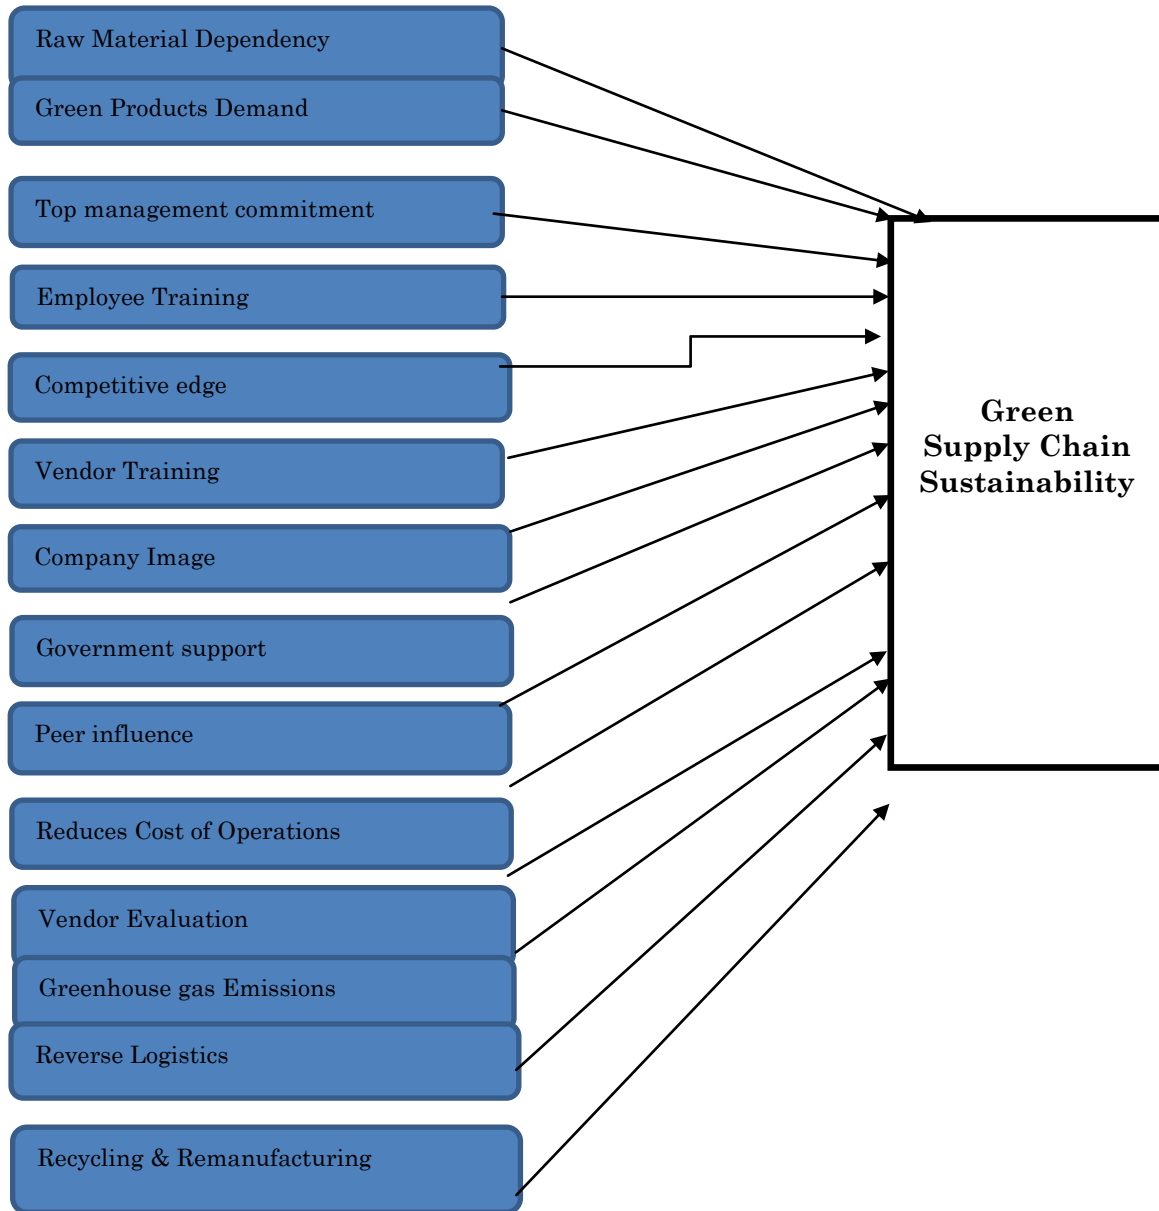 Raw Material Dependency
Green Products Demand
Top management commitment
Employee Training
Competitive edge
Vendor Training
Company Image
Government support
Peer influence
Reduces Cost of Operations
Vendor Evaluation
Greenhouse gas Emissions
Reverse Logistics
Recycling & Remanufacturing
Green
Supply Chain
Sustainability